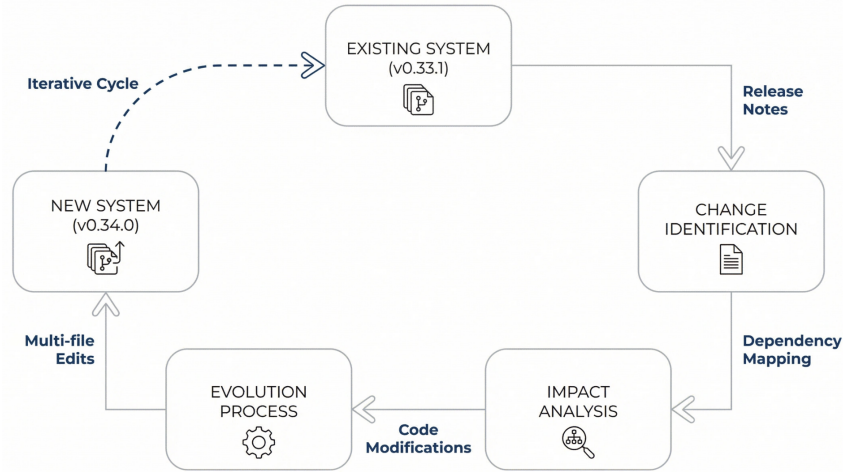 EXISTING SYSTEM
(v0.33.1)
Iterative Cycle
Release
Notes
NEW SYSTEM
(v0.34.0)
CHANGE
IDENTIFICATION
Multi-file
Edits
Dependency
Mapping
EVOLUTION
PROCESS
IMPACT
ANALYSIS
Code
Modifications